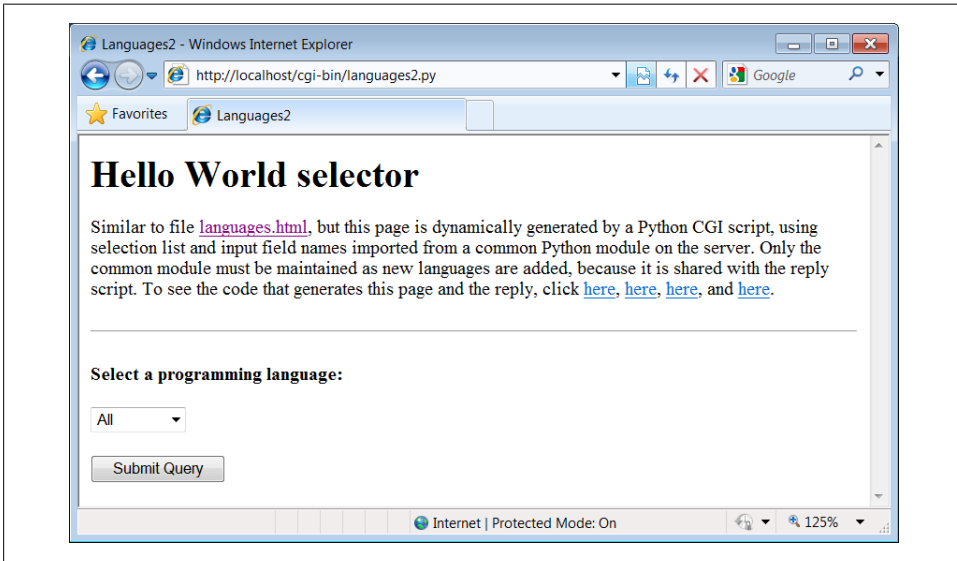 Languages2 - Windows Internet Explorer
http://localhost/cgi-bin/languages2.py
Google
Favorites
Languages2
Hello World selector
Similar to file languages.html, but this page is dynamically generated by a Python CGI script, using
selection list and input field names imported from a common Python module on the server. Only the
common module must be maintained as new languages are added, because it is shared with the reply
script. To see the code that generates this page and the reply, click here, here, here, and here.
Select a programming language:
All
Submit Query
Internet | Protected Mode: On
125%